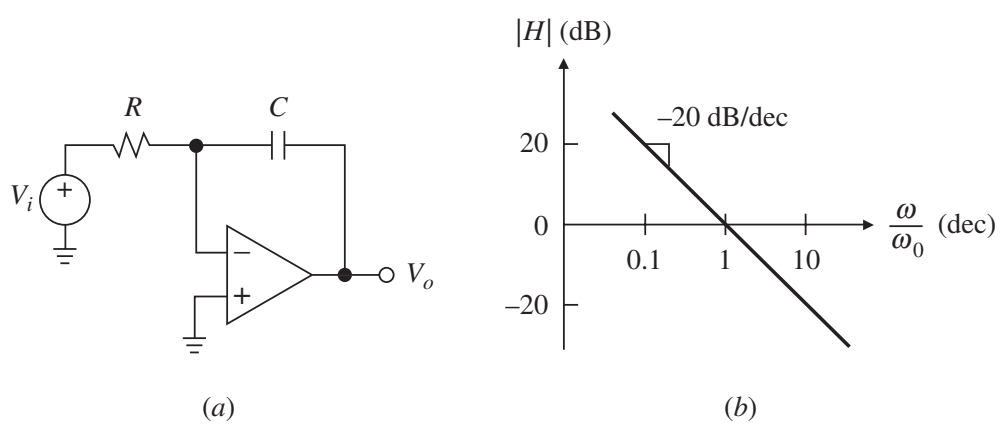 R
C
V_i
+
−
+
V_o
(a)
|H| (dB)
–20 dB/dec
20
0
–20
0.1
1
10
ω/ω_0 (dec)
(b)